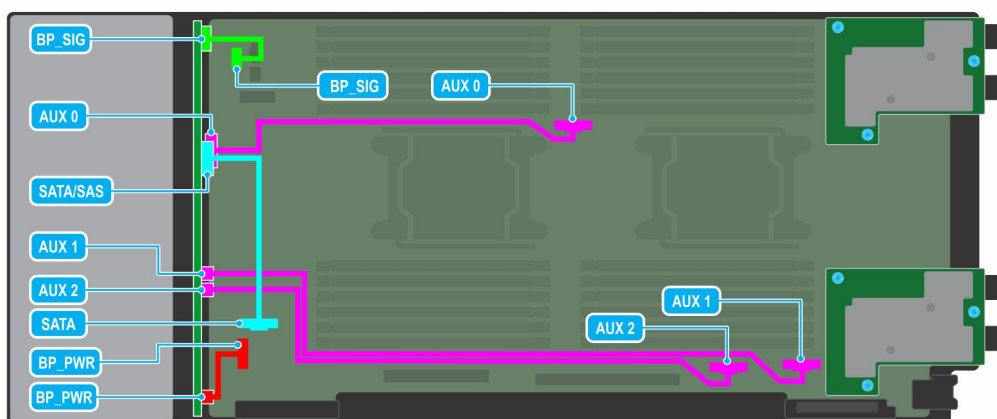 BP_SIG
BP_SIG
AUX 0
AUX 0
SATA/SAS
AUX 1
AUX 2
AUX 1
SATA
AUX 2
BP_PWR
BP_PWR